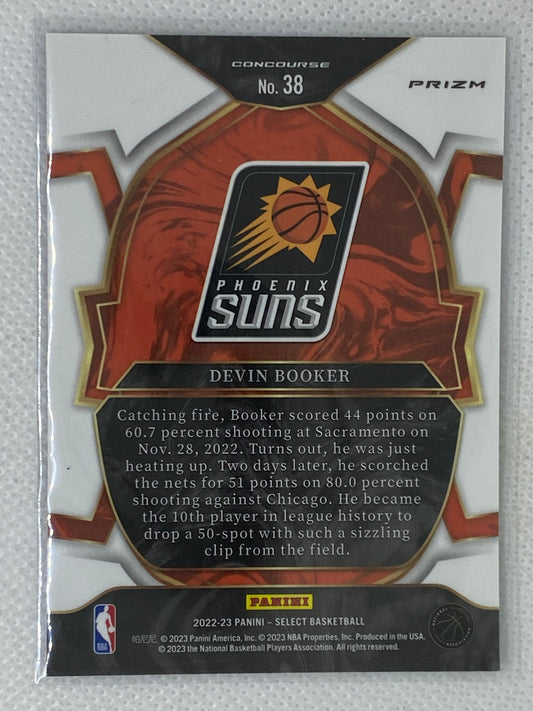 CONCOURSE
No. 38
PRIZM
PHOENIX
SUNS
DEVIN BOOKER
Catching fire, Booker scored 44 points on
60.7 percent shooting at Sacramento on
Nov. 28, 2022. Turns out, he was just
heating up. Two days later, he scorched
the nets for 51 points on 80.0 percent
shooting against Chicago. He became
the 10th player in league history to
drop a 50-spot with such a sizzling
clip from the field.
PANINI
2022-23 PANINI – SELECT BASKETBALL
帕尼尼 © 2023 Panini America, Inc. © 2023 NBA Properties, Inc. Produced in the USA.
© 2023 the National Basketball Players Association. All rights reserved.
NBA